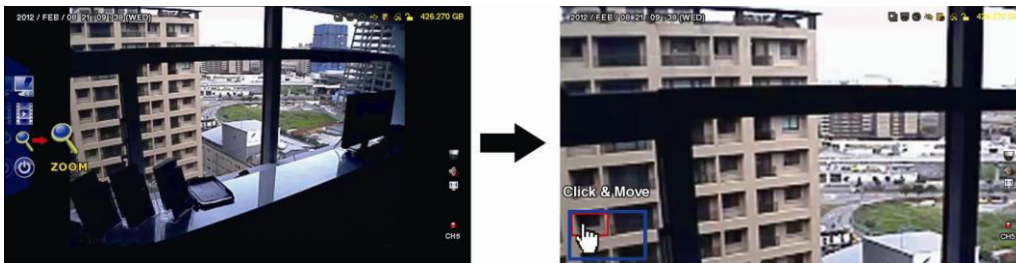 2012 / FEB / 08 21 : 09 : 38 (WED)
426.270 GB
ZOOM
CH5
2012 / FEB / 08 21 : 09 : 38 (WED)
Click & Move
CH5